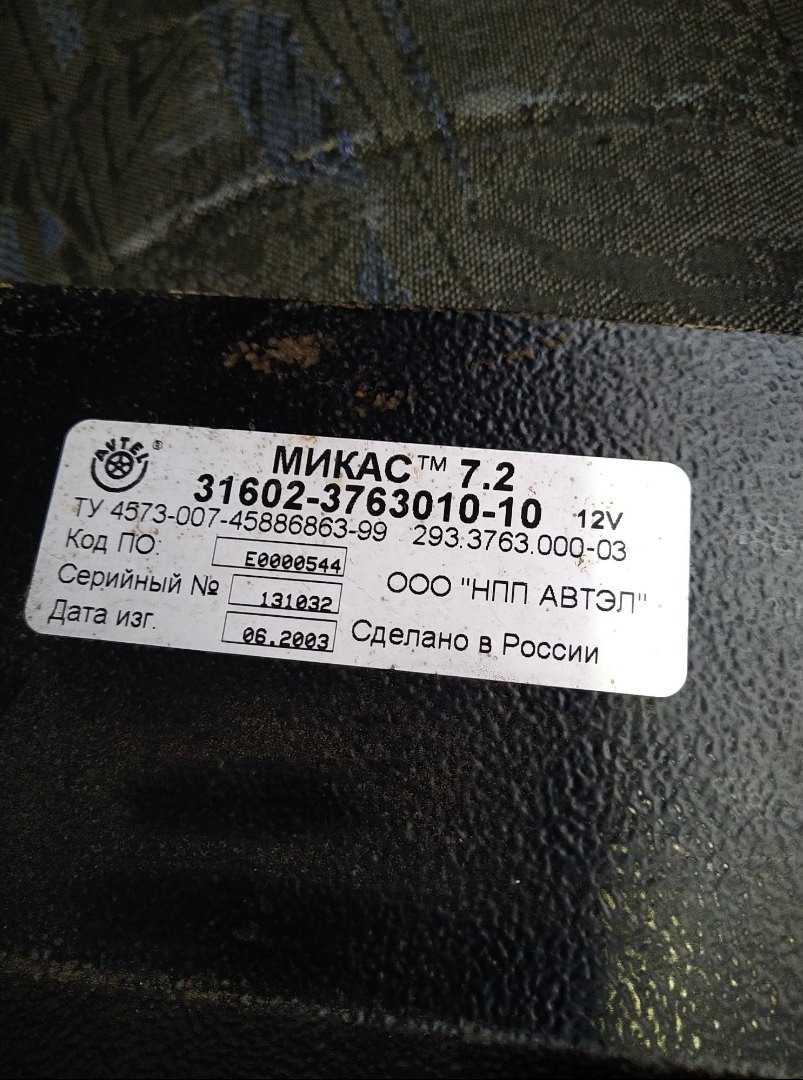 AVTEL ®
МИКАС™ 7.2
31602-3763010-10 12V
ТУ 4573-007-45886863-99 293.3763.000-03
Код ПО: E0000544
Серийный № 131032 ООО "НПП АВТЭЛ"
Дата изг. 06.2003 Сделано в России